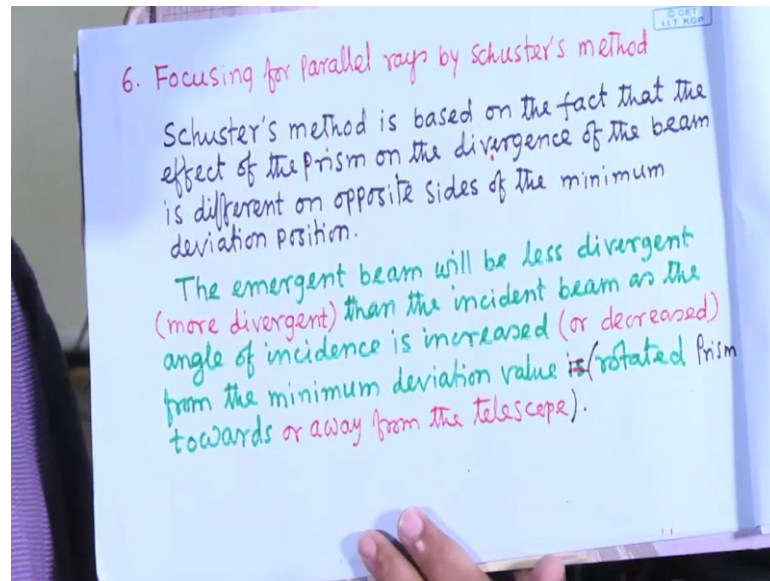 © CET
I.I.T KGP
6. Focusing for parallel rays by Schuster's method
Schuster's method is based on the fact that the
effect of the Prism on the divergence of the beam
is different on opposite sides of the minimum
deviation position.
The emergent beam will be less divergent
(more divergent) than the incident beam as the
angle of incidence is increased (or decreased)
from the minimum deviation value (rotated Prism
towards or away from the telescope).